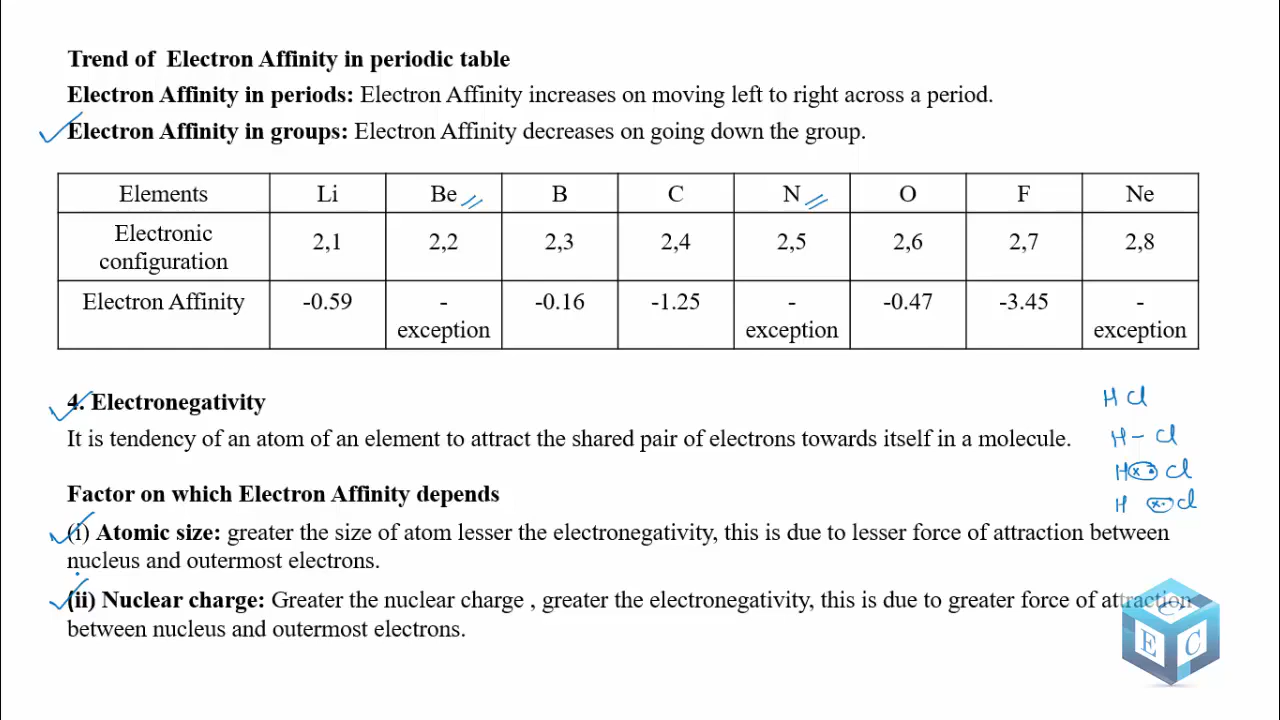 Trend of Electron Affinity in periodic table
Electron Affinity in periods: Electron Affinity increases on moving left to right across a period.
Electron Affinity in groups: Electron Affinity decreases on going down the group.
Elements Li Be B C N O F Ne
Electronic configuration 2,1 2,2 2,3 2,4 2,5 2,6 2,7 2,8
Electron Affinity -0.59 - exception -0.16 -1.25 - exception -0.47 -3.45 - exception
4. Electronegativity
H Cl
It is tendency of an atom of an element to attract the shared pair of electrons towards itself in a molecule.
H - Cl
H x. Cl
Factor on which Electron Affinity depends
H x. Cl
(i) Atomic size: greater the size of atom lesser the electronegativity, this is due to lesser force of attraction between
nucleus and outermost electrons.
(ii) Nuclear charge: Greater the nuclear charge , greater the electronegativity, this is due to greater force of attraction
between nucleus and outermost electrons.
E C C